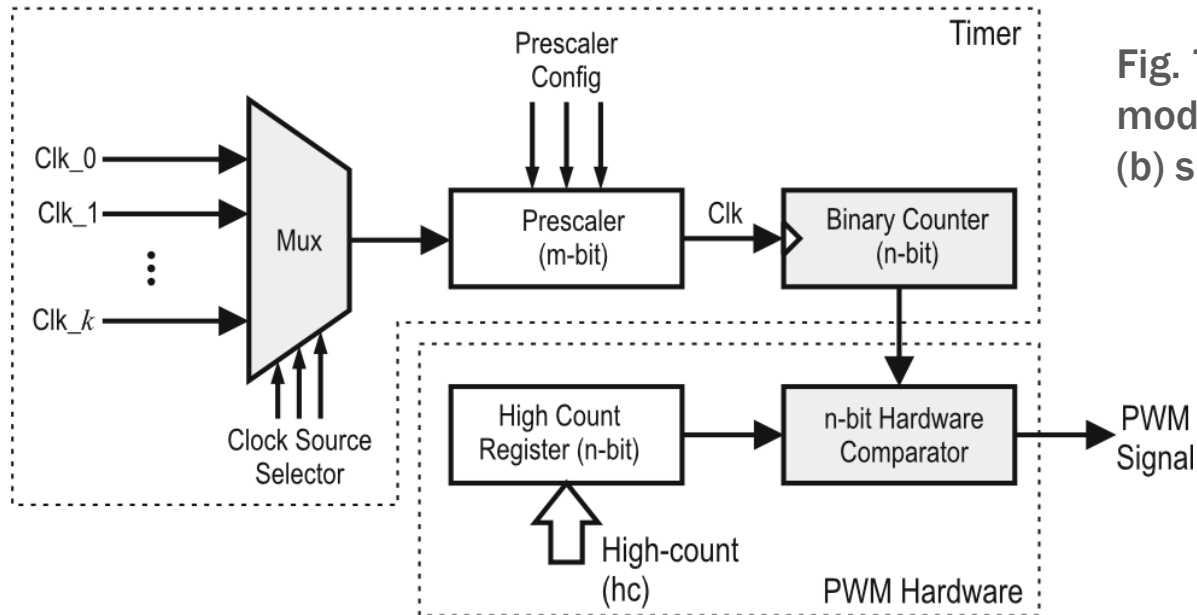 Timer
Prescaler
Config
Clk_0
Clk_1
Clk_k
Mux
Prescaler
(m-bit)
Clk
Binary Counter
(n-bit)
Clock Source
Selector
High Count
Register (n-bit)
n-bit Hardware
Comparator
PWM
Signal
High-count
(hc)
PWM Hardware
Fig.
mod
(b) s